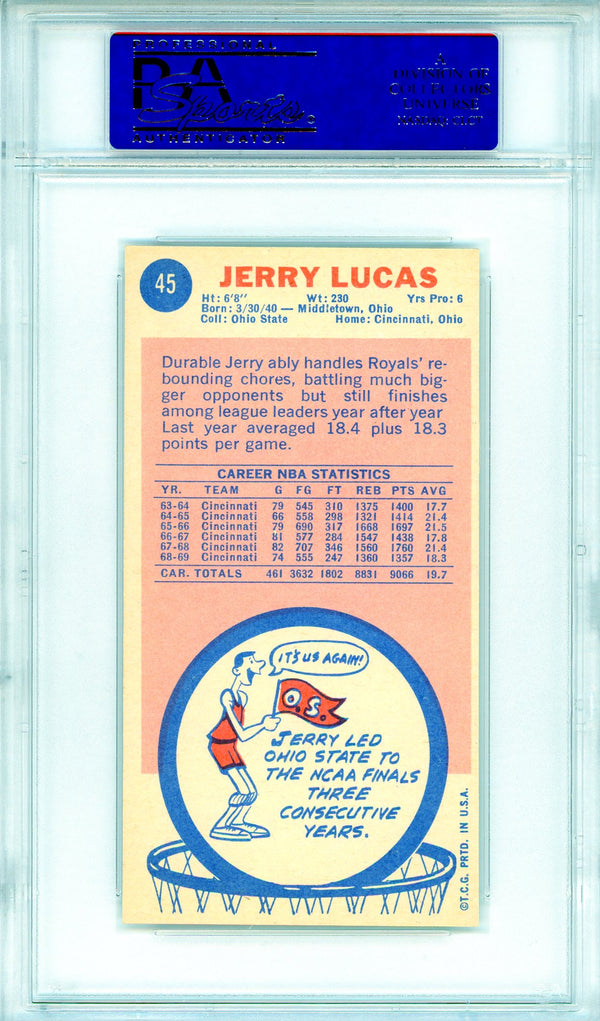 PROFESSIONAL
PSA
AUTHENTICATOR
A
DIVISION OF
COLLECTORS
UNIVERSE
NASDAQ: CLCT
45
JERRY LUCAS
Ht: 6'8" Wt: 230 Yrs Pro: 6
Born: 3/30/40 — Middletown, Ohio
Coll: Ohio State Home: Cincinnati, Ohio
Durable Jerry ably handles Royals' re-
bounding chores, battling much big-
ger opponents but still finishes
among league leaders year after year
Last year averaged 18.4 plus 18.3
points per game.
CAREER NBA STATISTICS
YR. TEAM G FG FT REB PTS AVG
63-64 Cincinnati 79 545 310 1375 1400 17.7
64-65 Cincinnati 66 558 298 1321 1414 21.4
65-66 Cincinnati 79 690 317 1668 1697 21.5
66-67 Cincinnati 81 577 284 1547 1438 17.8
67-68 Cincinnati 82 707 346 1560 1760 21.4
68-69 Cincinnati 74 555 247 1360 1357 18.3
CAR. TOTALS 461 3632 1802 8831 9066 19.7
IT'S US AGAIN!
O.S.
JERRY LED
OHIO STATE TO
THE NCAA FINALS
THREE
CONSECUTIVE
YEARS.
©T.C.G. PRTD. IN U.S.A.